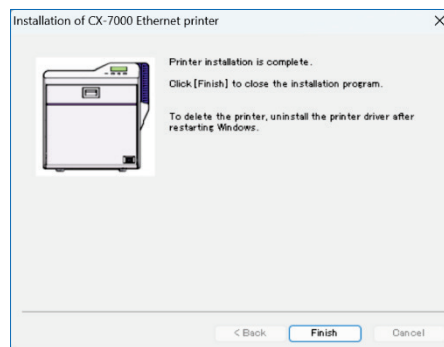 Installation of CX-7000 Ethernet printer
Printer installation is complete.
Click [Finish] to close the installation program.
To delete the printer, uninstall the printer driver after
restarting Windows.
< Back
Finish
Cancel